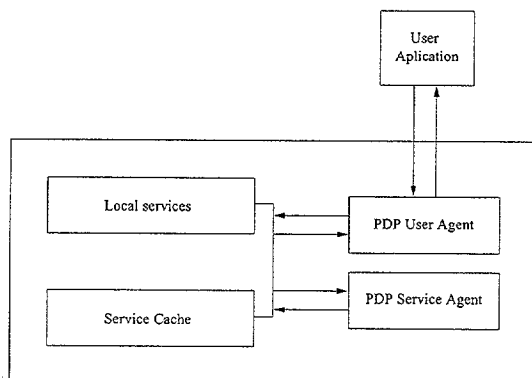 User
Aplication
Local services
PDP User Agent
PDP Service Agent
Service Cache